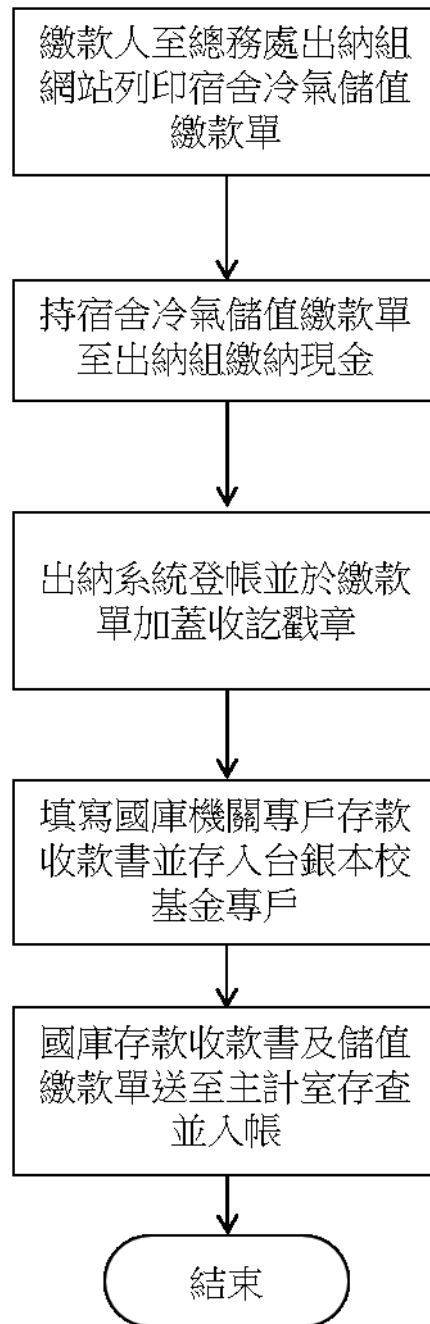 繳款人至總務處出納組
網站列印宿舍冷氣儲值
繳款單
持宿舍冷氣儲值繳款單
至出納組繳納現金
出納系統登帳並於繳款
單加蓋收訖戳章
填寫國庫機關專戶存款
收款書並存入台銀本校
基金專戶
國庫存款收款書及儲值
繳款單送至主計室存查
並入帳
結束